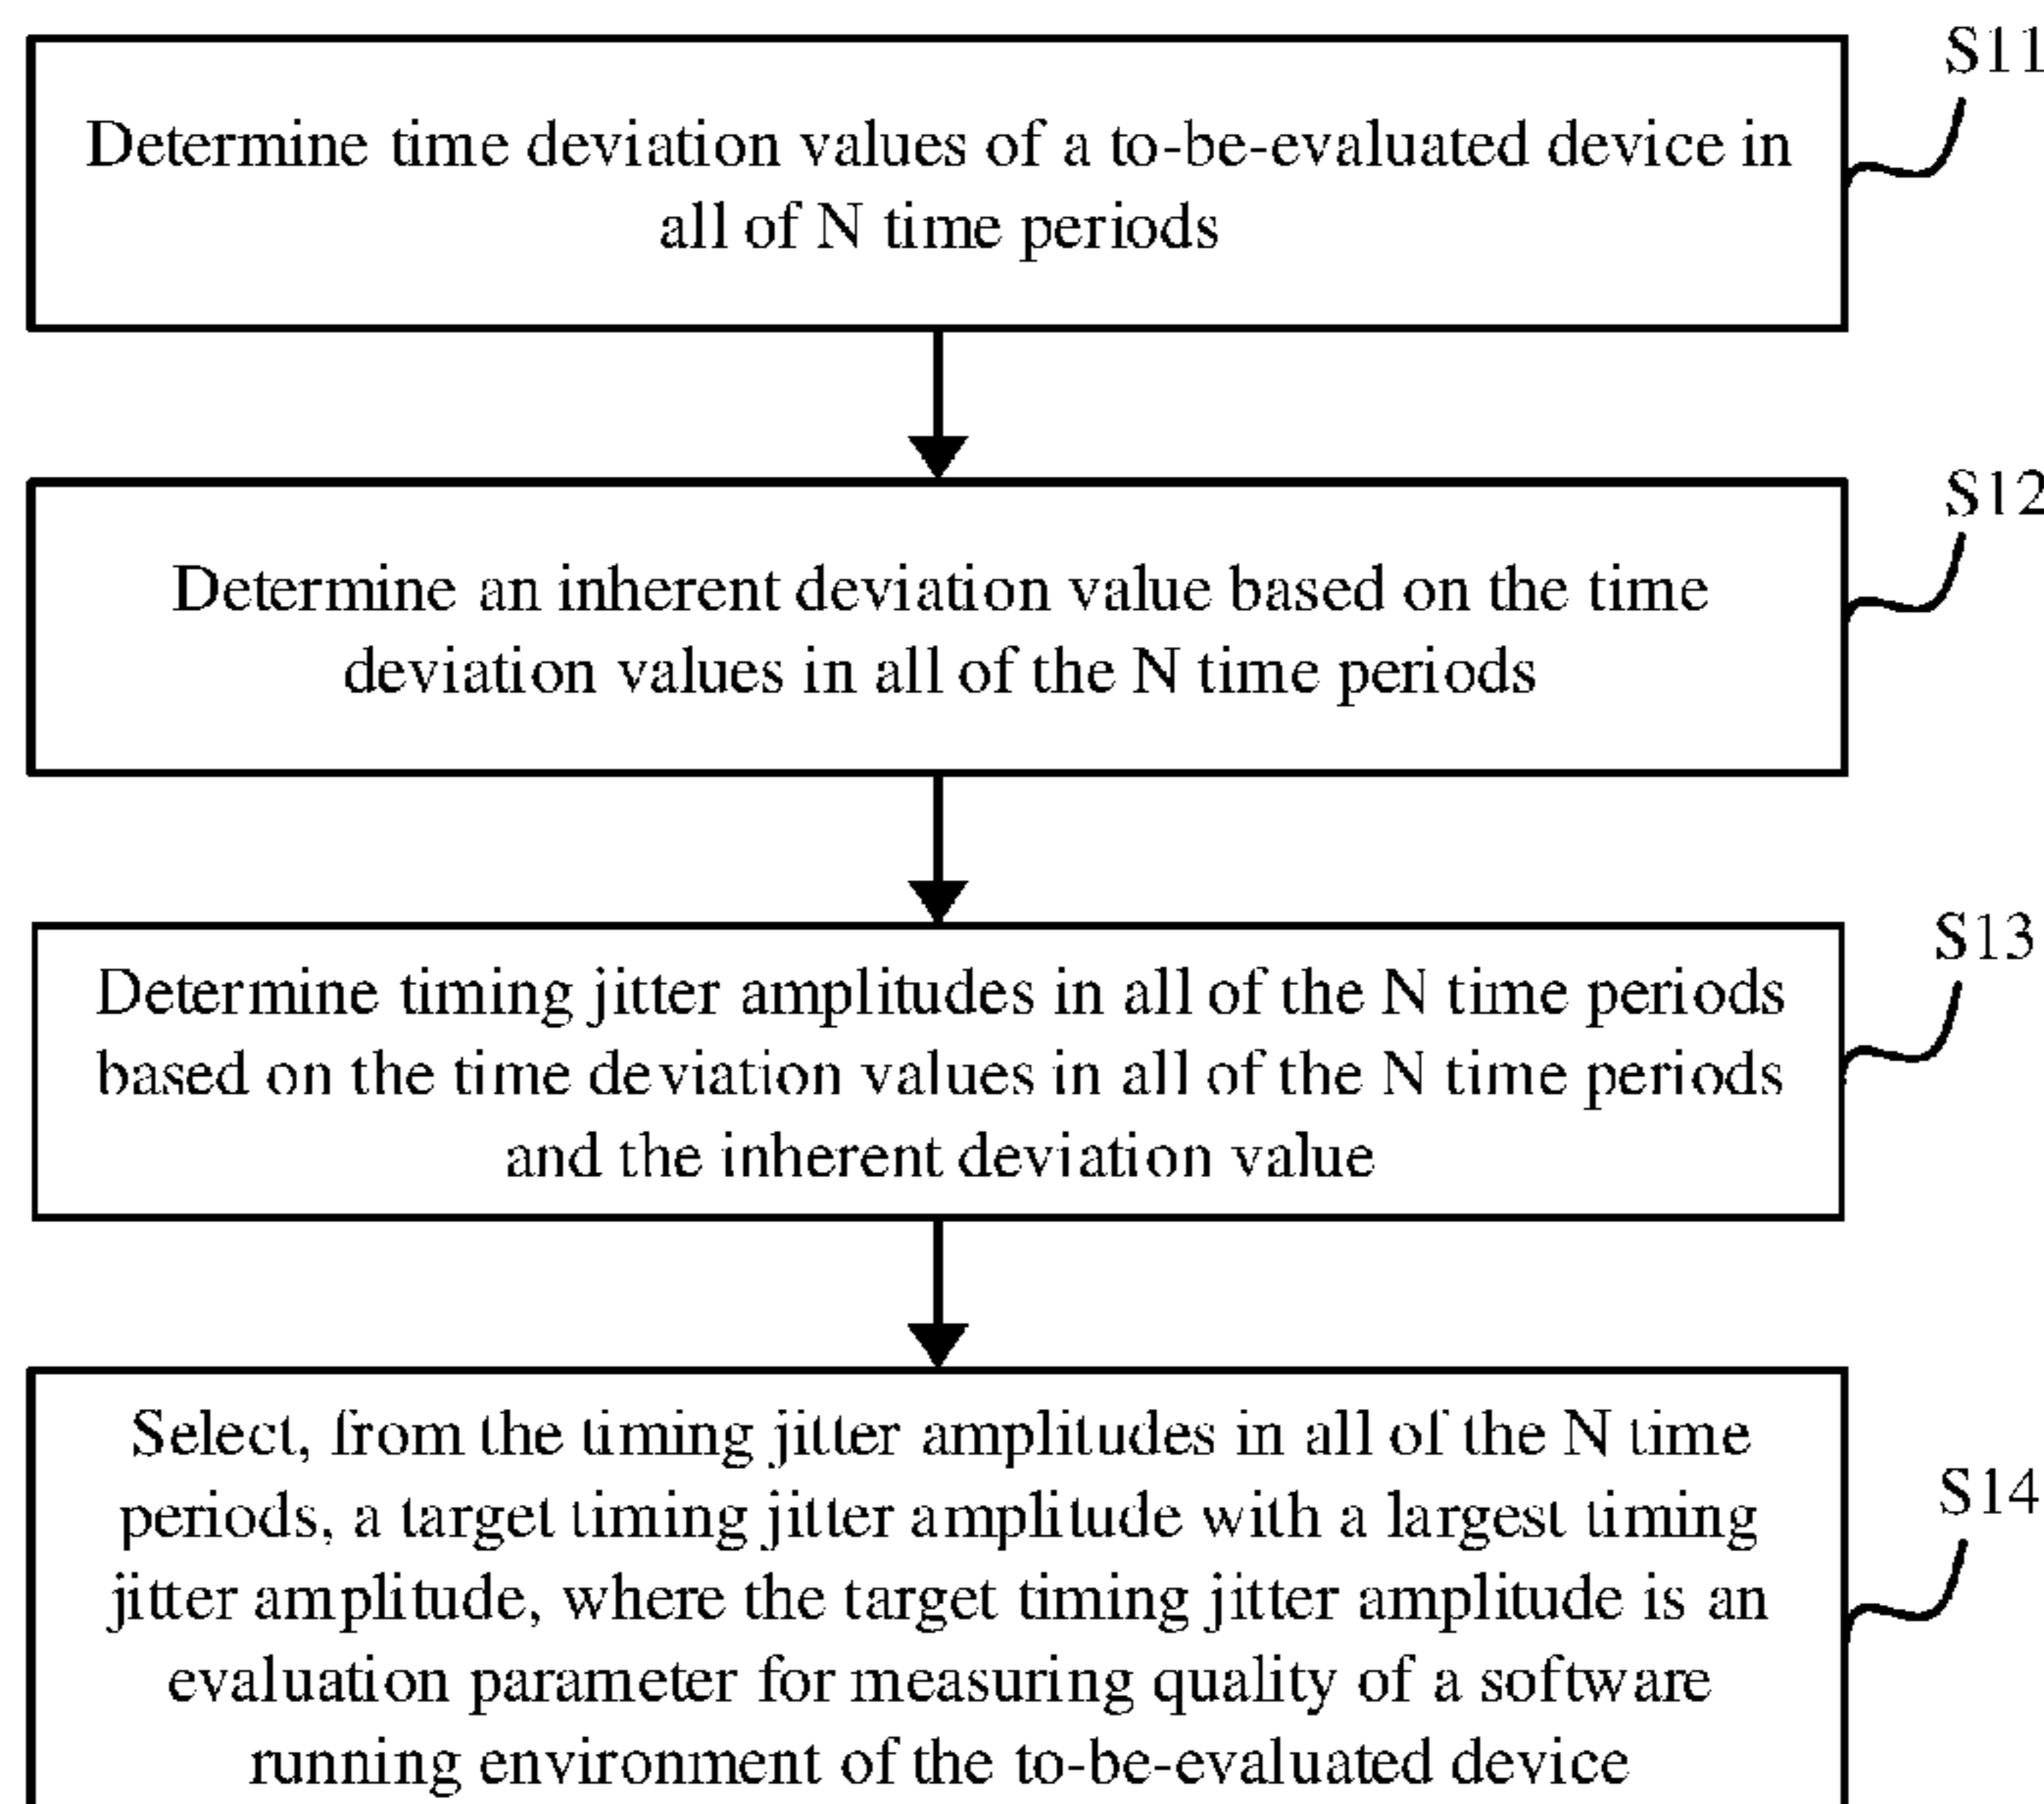 S11
Determine time deviation values of a to-be-evaluated device in
all of N time periods
S12
Determine an inherent deviation value based on the time
deviation values in all of the N time periods
S13
Determine timing jitter amplitudes in all of the N time periods
based on the time deviation values in all of the N time periods
and the inherent deviation value
Select, from the timing jitter amplitudes in all of the N time
periods, a target timing jitter amplitude with a largest timing
S14
jitter amplitude, where the target timing jitter amplitude is an
evaluation parameter for measuring quality of a software
running environment of the to-be-evaluated device